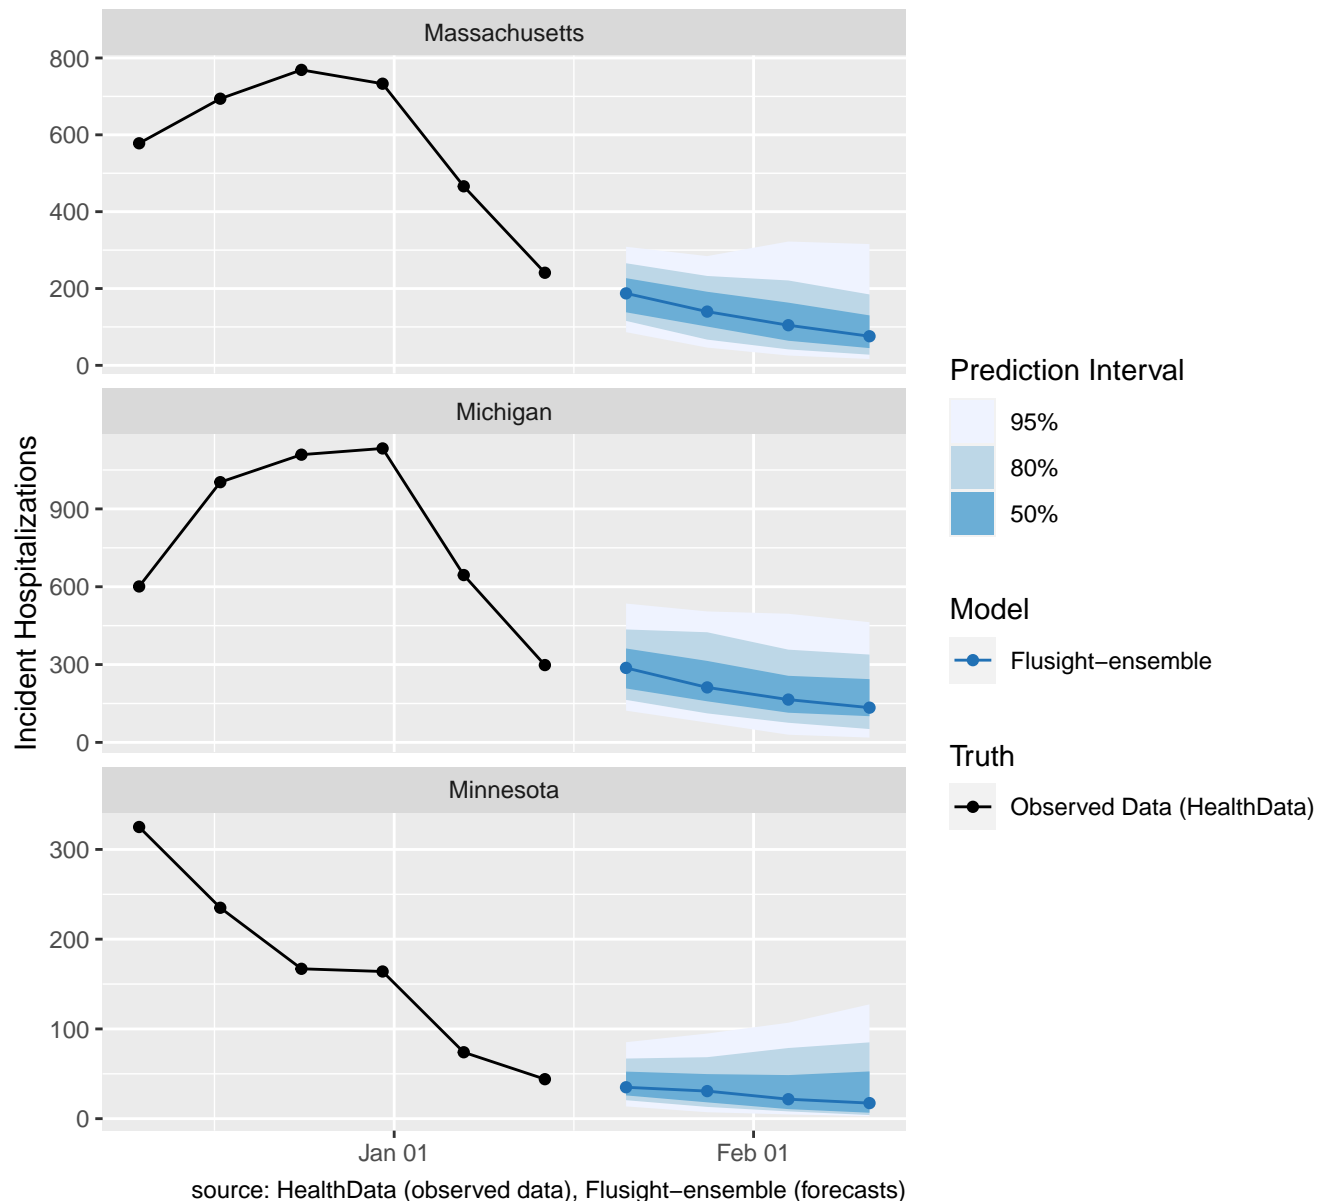 Massachusetts
800
600
400
200
0
Michigan
900
600
300
0
Minnesota
300
200
100
0
Incident Hospitalizations
Jan 01
Feb 01
source: HealthData (observed data), Flusight−ensemble (forecasts)
Prediction Interval
95%
80%
50%
Model
Flusight−ensemble
Truth
Observed Data (HealthData)